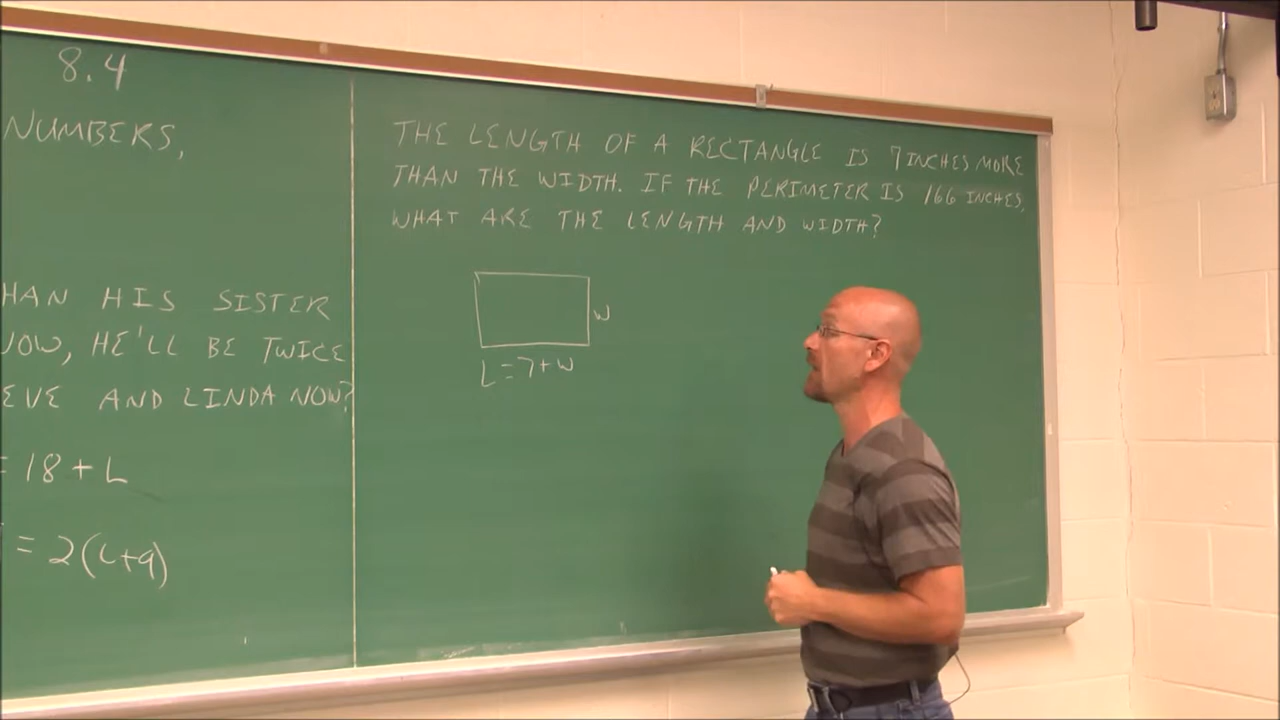 8.4
NUMBERS,
HAN HIS SISTER
NOW, HE'LL BE TWICE
EVE AND LINDA NOW?
= 18 + L
= 2(L+9)
THE LENGTH OF A RECTANGLE IS 7 INCHES MORE
THAN THE WIDTH. IF THE PERIMETER IS 166 INCHES,
WHAT ARE THE LENGTH AND WIDTH?
W
L = 7 + W